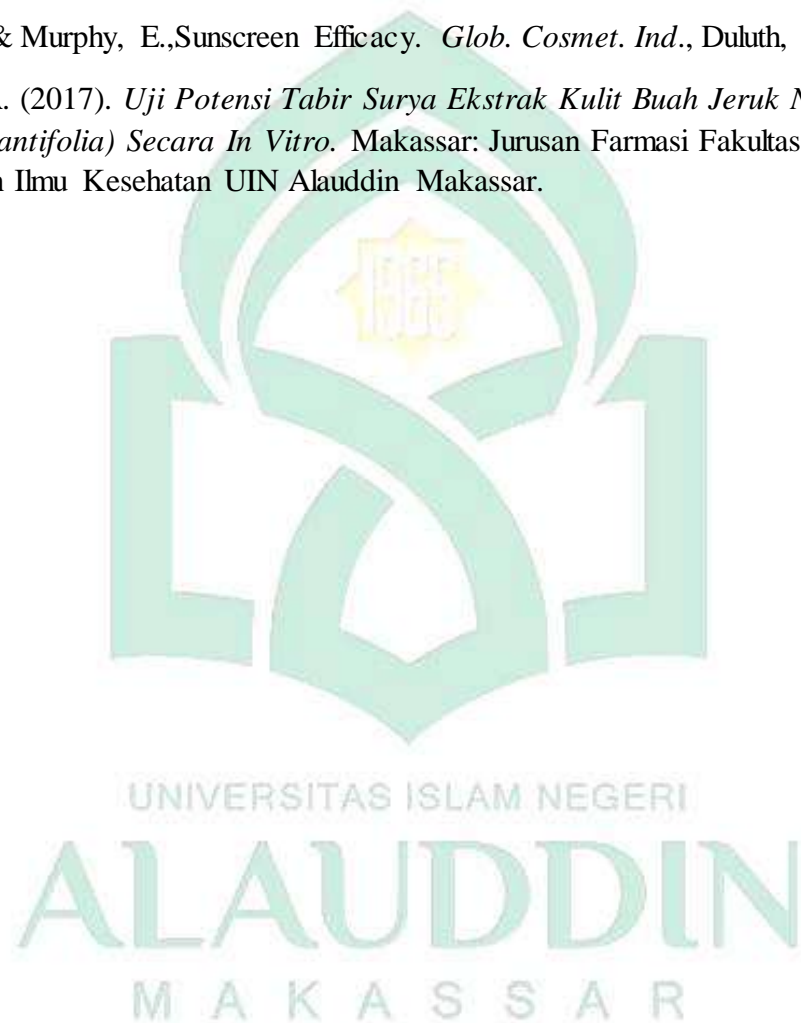 & Murphy, E.,Sunscreen Efficacy. Glob. Cosmet. Ind., Duluth,
(2017). Uji Potensi Tabir Surya Ekstrak Kulit Buah Jeruk
antifolia) Secara In Vitro. Makassar: Jurusan Farmasi Fakultas
Ilmu Kesehatan UIN Alauddin Makassar.
UNIVERSITAS ISLAM NEGERI
ALAUDDIN
MAKASSAR